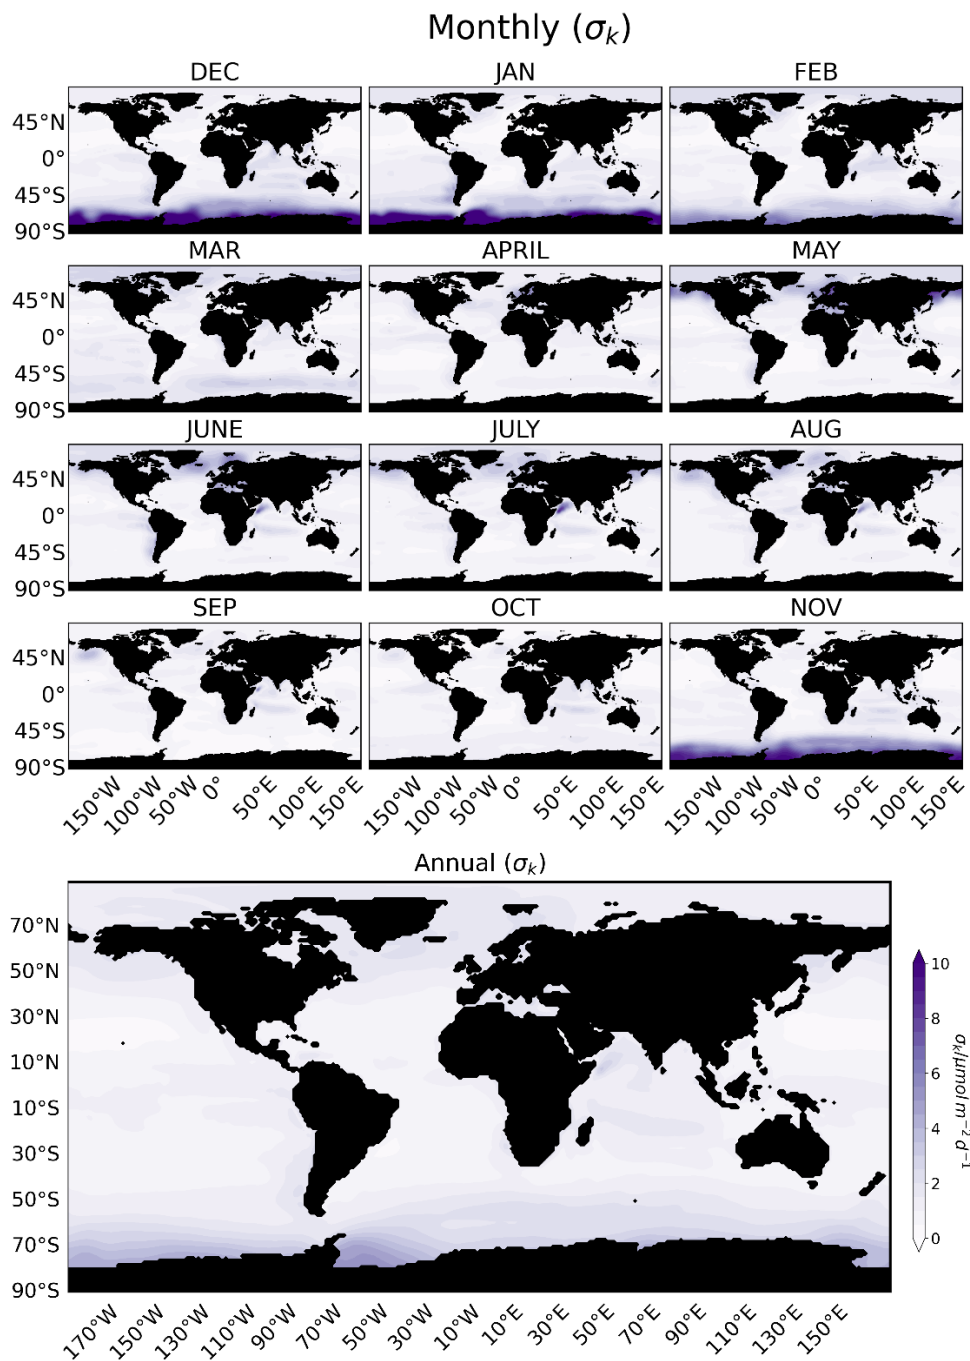 Monthly (σₖ)
DEC JAN FEB
45°N
0°
45°S
90°S
MAR APRIL MAY
45°N
0°
45°S
90°S
JUNE JULY AUG
45°N
0°
45°S
90°S
SEP OCT NOV
45°N
0°
45°S
90°S
150°W 100°W 50°W 0° 50°E 100°E 150°E 150°W 100°W 50°W 0° 50°E 100°E 150°E 150°W 100°W 50°W 0° 50°E 100°E 150°E
Annual (σₖ)
70°N
50°N
30°N
10°N
10°S
30°S
50°S
70°S
90°S
170°W 150°W 130°W 110°W 90°W 70°W 50°W 30°W 10°W 10°E 30°E 50°E 70°E 90°E 110°E 130°E 150°E
10
8
6
4
2
0
σₖ/μmol m⁻² d⁻¹